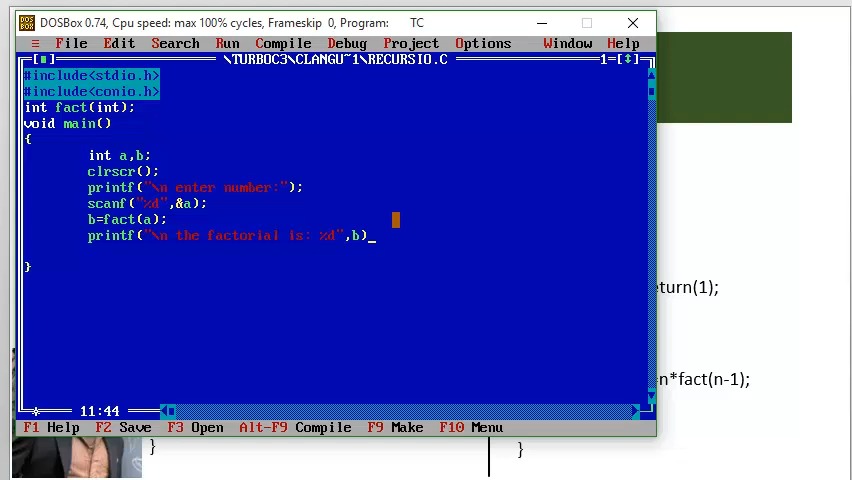 DOSBox 0.74, Cpu speed: max 100% cycles, Frameskip 0, Program: TC
≡ File Edit Search Run Compile Debug Project Options Window Help
[■] \TURBOC3\CLANGU~1\RECURSIO.C 1=[↕]
#include<stdio.h>
#include<conio.h>
int fact(int);
void main()
{
int a,b;
clrscr();
printf("\n enter number:");
scanf("%d",&a);
b=fact(a);
printf("\n the factorial is: %d",b)_
}
11:44
F1 Help F2 Save F3 Open Alt-F9 Compile F9 Make F10 Menu
eturn(1);
n*fact(n-1);
}
}